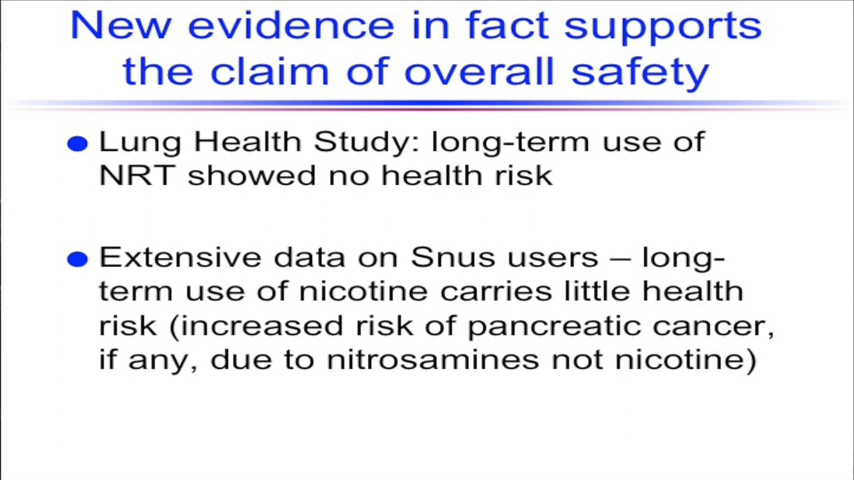 New evidence in fact supports
the claim of overall safety
Lung Health Study: long-term use of
NRT showed no health risk
Extensive data on Snus users – long-
term use of nicotine carries little health
risk (increased risk of pancreatic cancer,
if any, due to nitrosamines not nicotine)